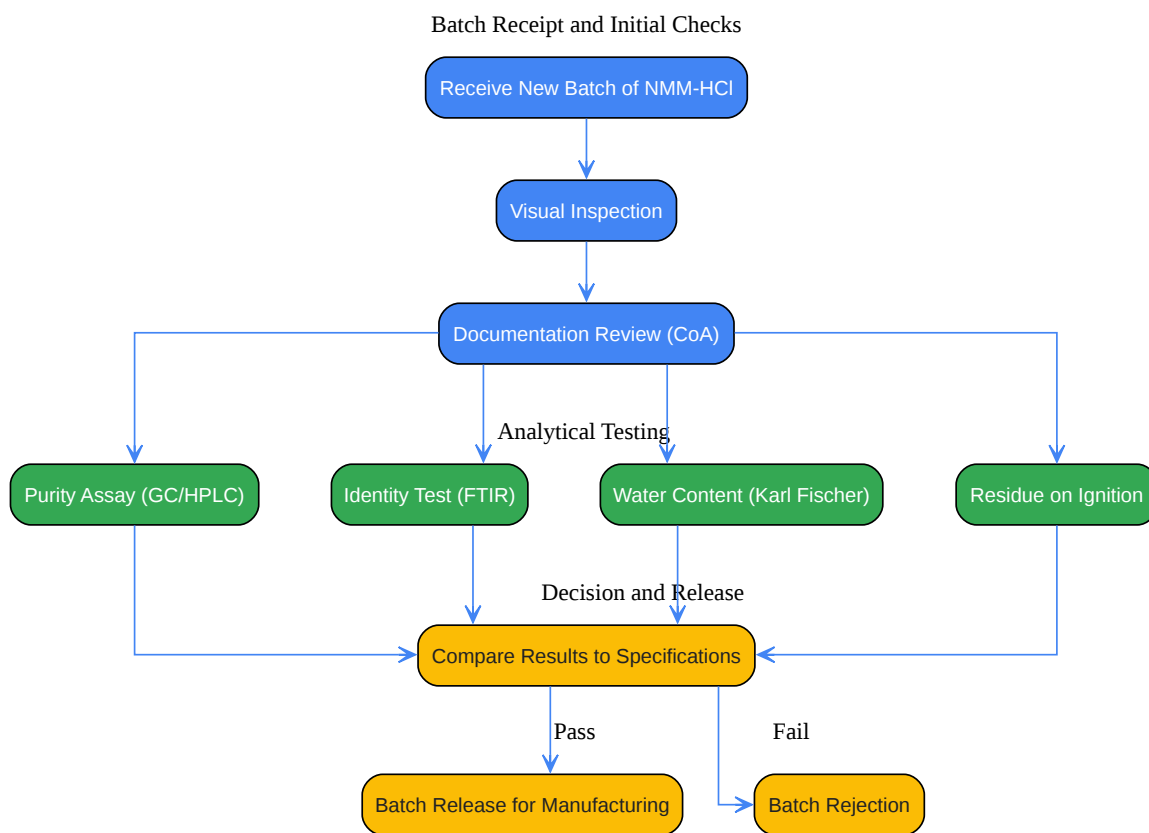 Batch Receipt and Initial Checks
Receive New Batch of NMM-HCl
Visual Inspection
Documentation Review (CoA)
Analytical Testing
Purity Assay (GC/HPLC)
Identity Test (FTIR)
Water Content (Karl Fischer)
Residue on Ignition
Decision and Release
Compare Results to Specifications
Pass
Fail
Batch Release for Manufacturing
Batch Rejection